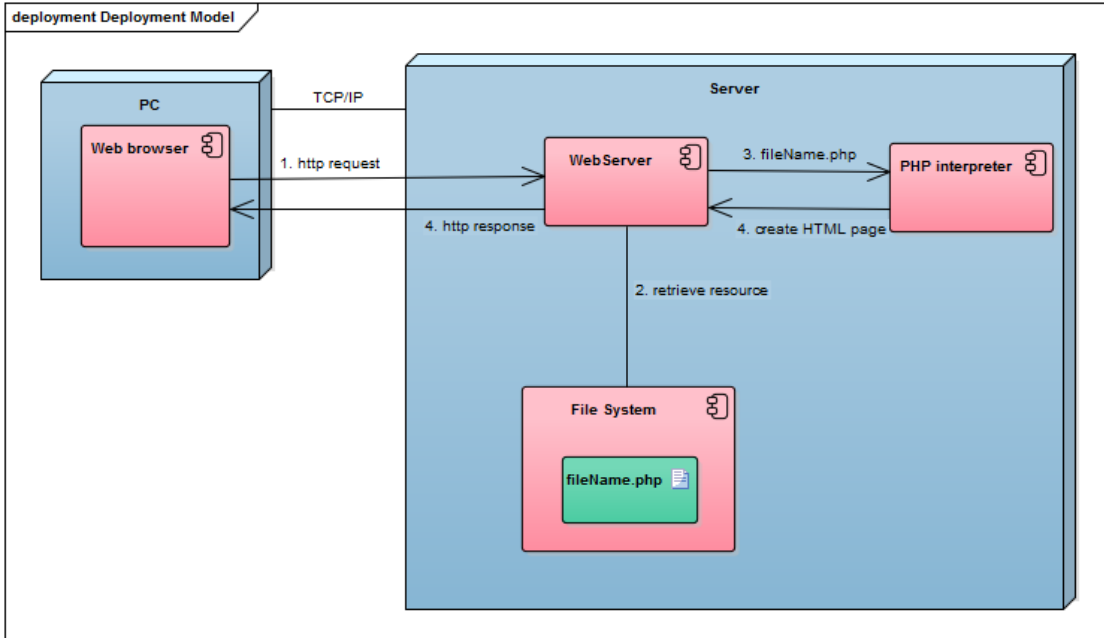 deployment Deployment Model
PC
Web browser
TCP/IP
Server
1. http request
4. http response
WebServer
3. fileName.php
4. create HTML page
PHP interpreter
2. retrieve resource
File System
fileName.php